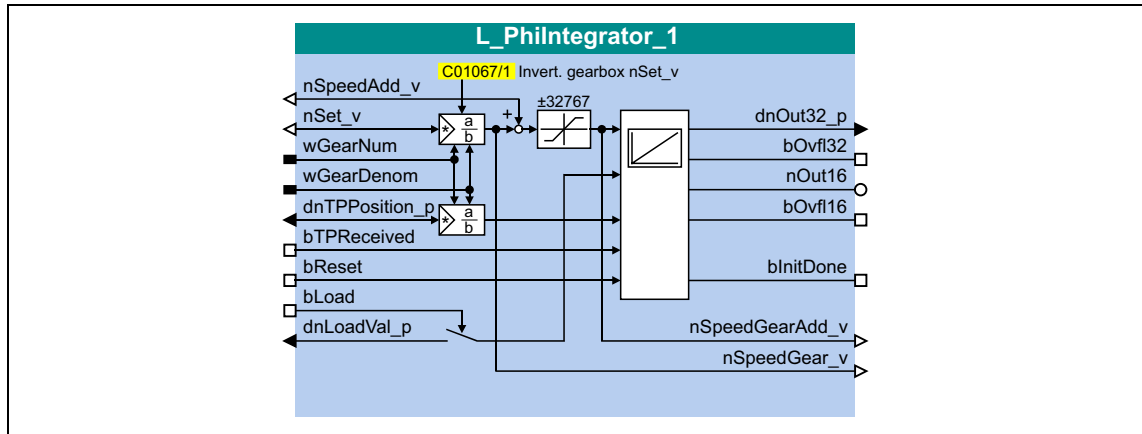 L_PhiIntegrator_1
C01067/1 Invert. gearbox nSet_v
nSpeedAdd_v
+
±32767
nSet_v
* a
b
dnOut32_p
wGearNum
bOvfl32
wGearDenom
nOut16
dnTPPosition_p
* a
b
bOvfl16
bTPReceived
bReset
bInitDone
bLoad
dnLoadVal_p
nSpeedGearAdd_v
nSpeedGear_v